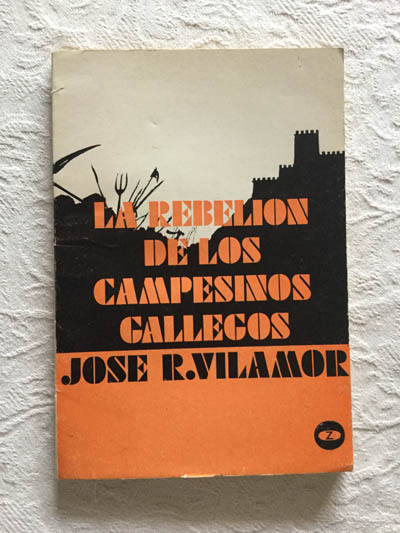 LA REBELION
DE LOS
CAMPESINOS
GALLEGOS
JOSE R.VILAMOR
Z